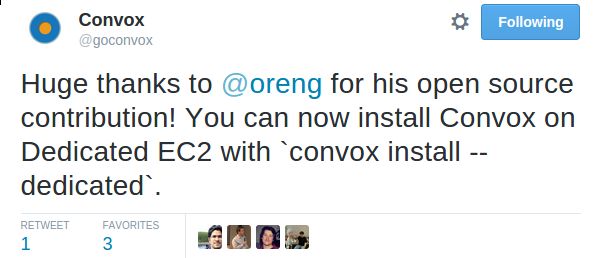 Convox
@goconvox
Following
Huge thanks to @oreng for his open source
contribution! You can now install Convox on
Dedicated EC2 with `convox install --
dedicated`.
RETWEET
FAVORITES
1
3